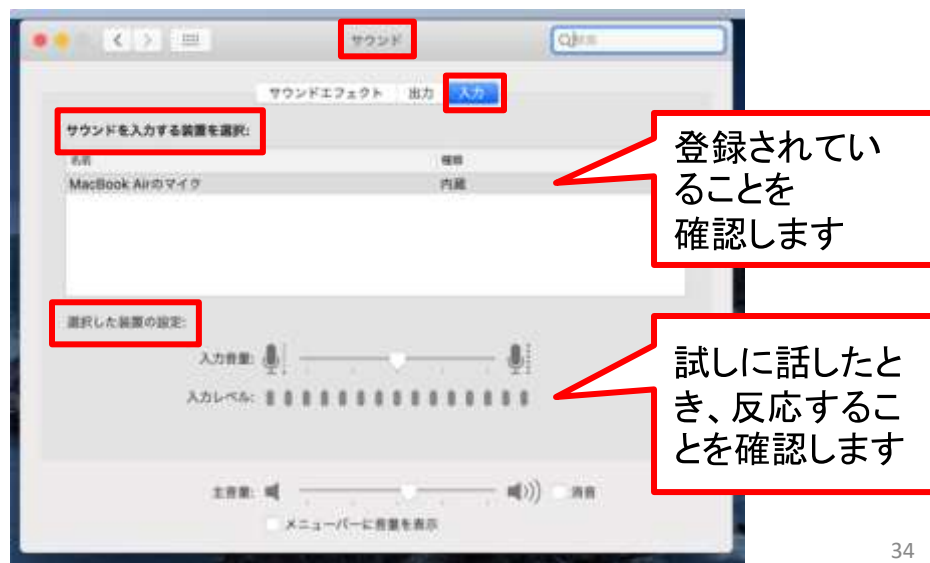 サウンド
検索
サウンドエフェクト 出力 入力
サウンドを入力する装置を選択:
名前 種類
MacBook Airのマイク 内蔵
登録されてい
ることを
確認します
選択した装置の設定:
入力音量:
入力レベル:
試しに話したと
き、反応するこ
とを確認します
主音量: 消音
メニューバーに音量を表示
34